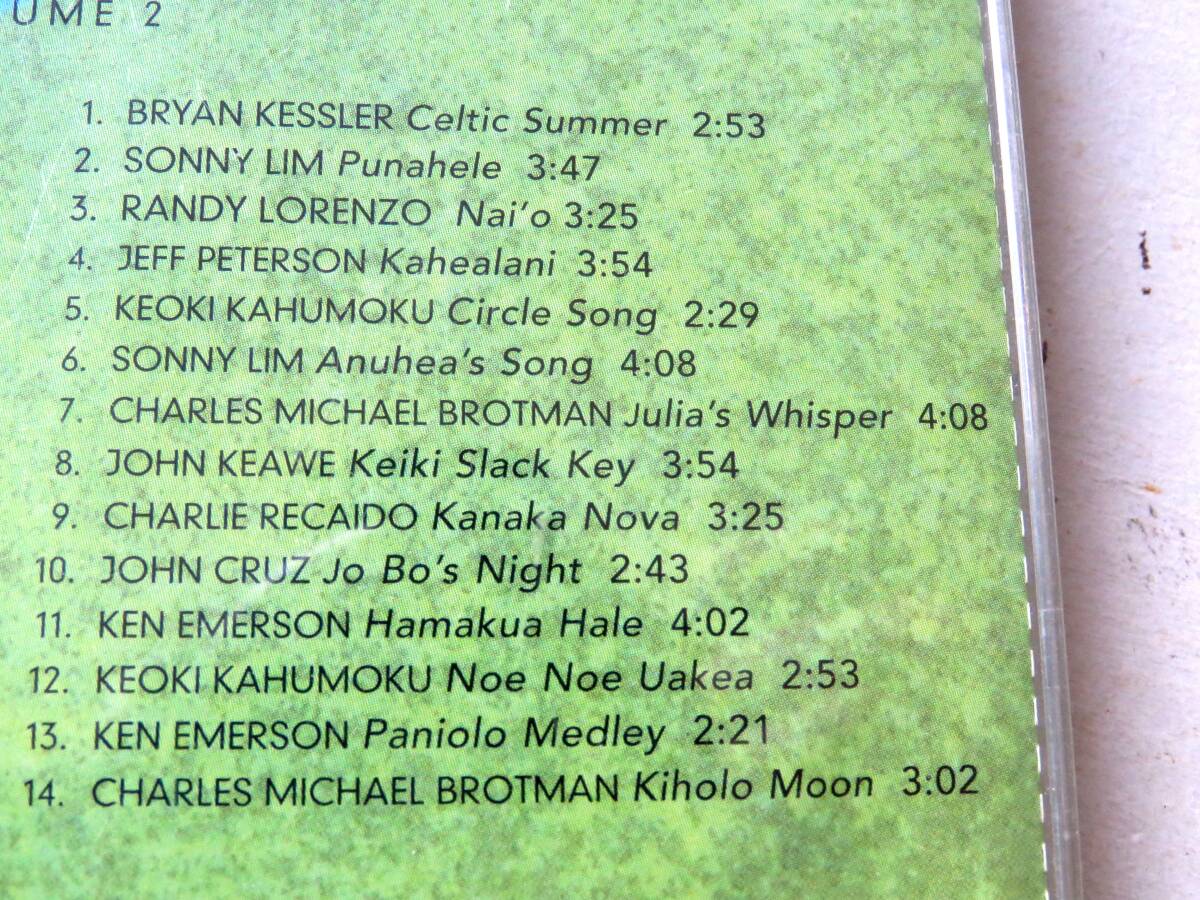 UME 2
1. BRYAN KESSLER Celtic Summer 2:53
2. SONNY LIM Punahele 3:47
3. RANDY LORENZO Nai'o 3:25
4. JEFF PETERSON Kahealani 3:54
5. KEOKI KAHUMOKU Circle Song 2:29
6. SONNY LIM Anuhea's Song 4:08
7. CHARLES MICHAEL BROTMAN Julia's Whisper 4:08
8. JOHN KEAWE Keiki Slack Key 3:54
9. CHARLIE RECAIDO Kanaka Nova 3:25
10. JOHN CRUZ Jo Bo's Night 2:43
11. KEN EMERSON Hamakua Hale 4:02
12. KEOKI KAHUMOKU Noe Noe Uakea 2:53
13. KEN EMERSON Paniolo Medley 2:21
14. CHARLES MICHAEL BROTMAN Kiholo Moon 3:02